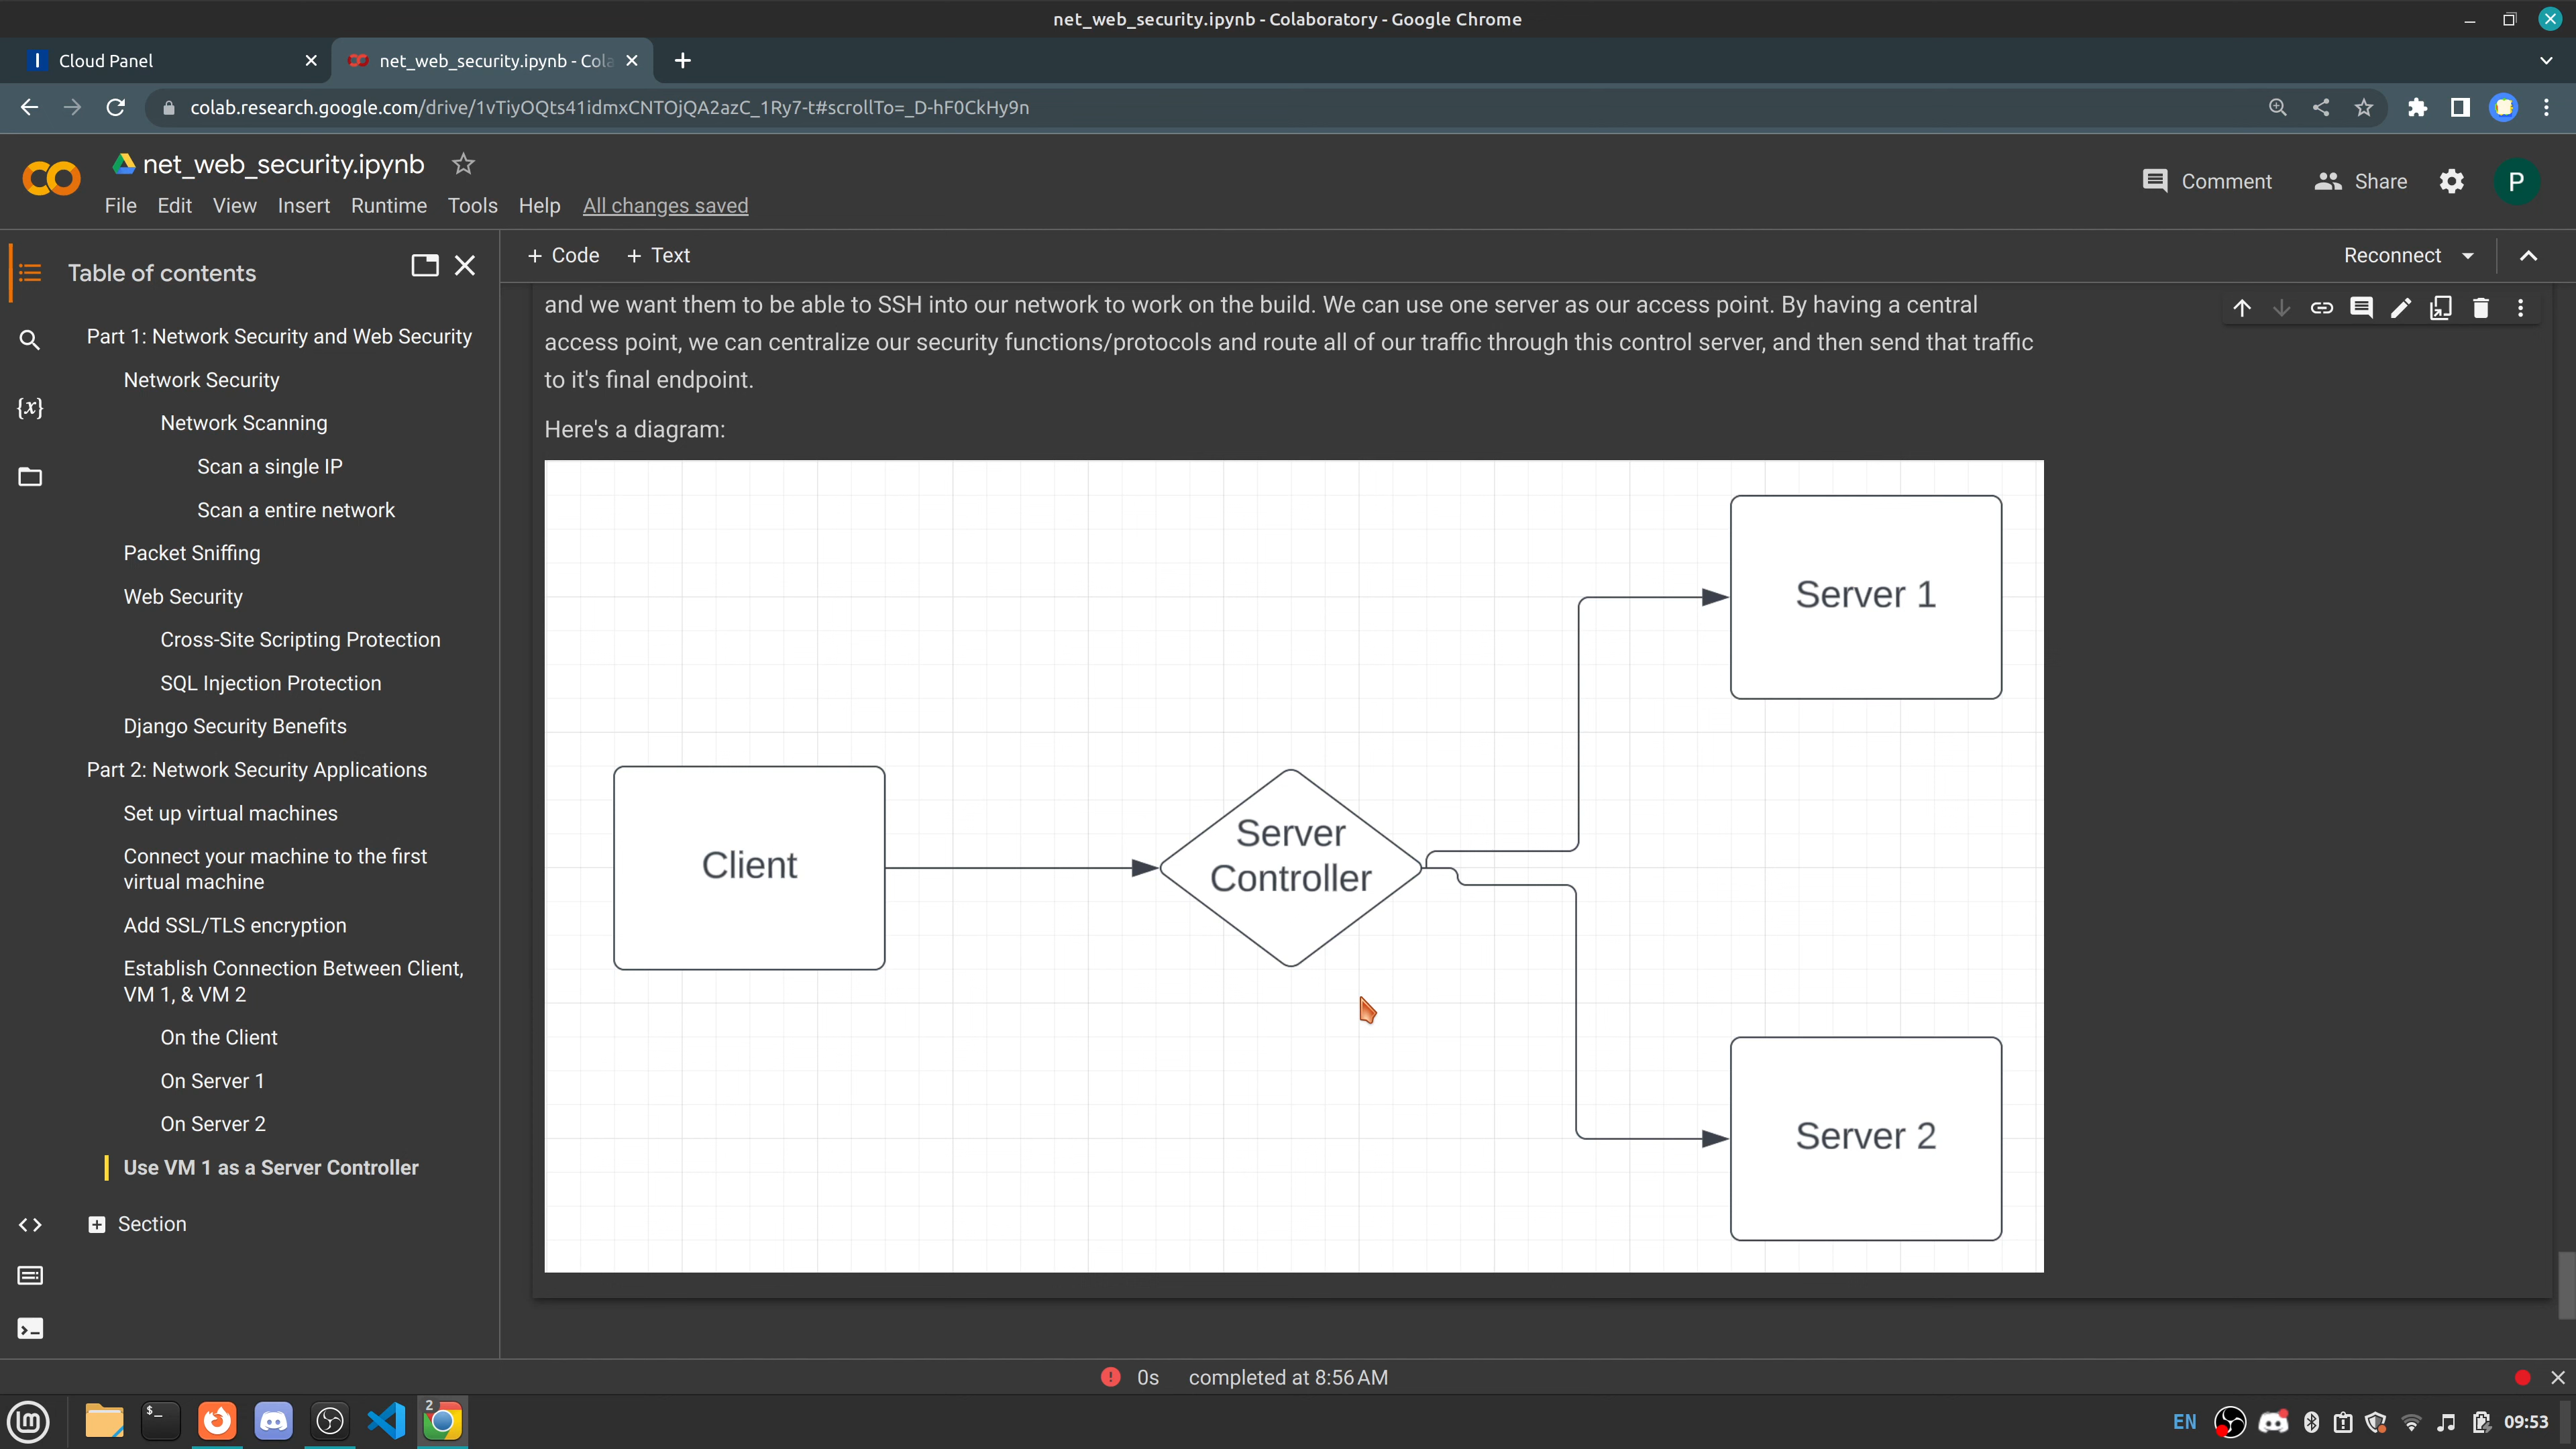 net_web_security.ipynb - Colaboratory - Google Chrome
Cloud Panel
net_web_security.ipynb - Cola
colab.research.google.com/drive/1vTiyOQts41idmxCNTOjQA2azC_1Ry7-t#scrollTo=_D-hF0CkHy9n
net_web_security.ipynb
File Edit View Insert Runtime Tools Help All changes saved
Comment Share P
Table of contents
+ Code + Text
Reconnect
Part 1: Network Security and Web Security
Network Security
Network Scanning
Scan a single IP
Scan a entire network
Packet Sniffing
Web Security
Cross-Site Scripting Protection
SQL Injection Protection
Django Security Benefits
Part 2: Network Security Applications
Set up virtual machines
Connect your machine to the first
virtual machine
Add SSL/TLS encryption
Establish Connection Between Client,
VM 1, & VM 2
On the Client
On Server 1
On Server 2
Use VM 1 as a Server Controller
Section
{x}
and we want them to be able to SSH into our network to work on the build. We can use one server as our access point. By having a central
access point, we can centralize our security functions/protocols and route all of our traffic through this control server, and then send that traffic
to it's final endpoint.
Here's a diagram:
Server 1
Client
Server
Controller
Server 2
0s completed at 8:56 AM
2
EN
09:53